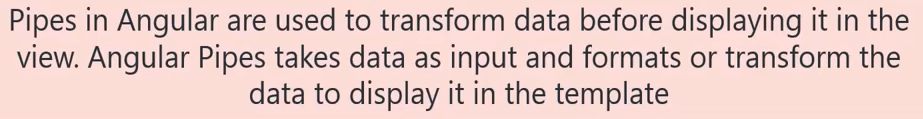 Pipes in Angular are used to transform data before displaying it in the
view. Angular Pipes takes data as input and formats or transform the
data to display it in the template